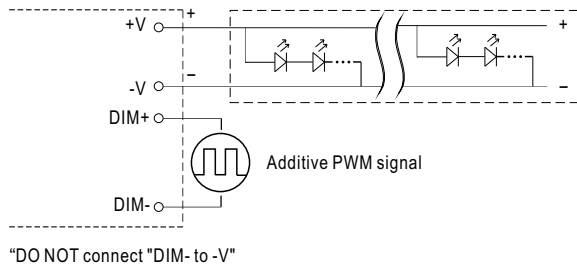 +V + +
-V − −
DIM+
Additive PWM signal
DIM-
“DO NOT connect "DIM- to -V"